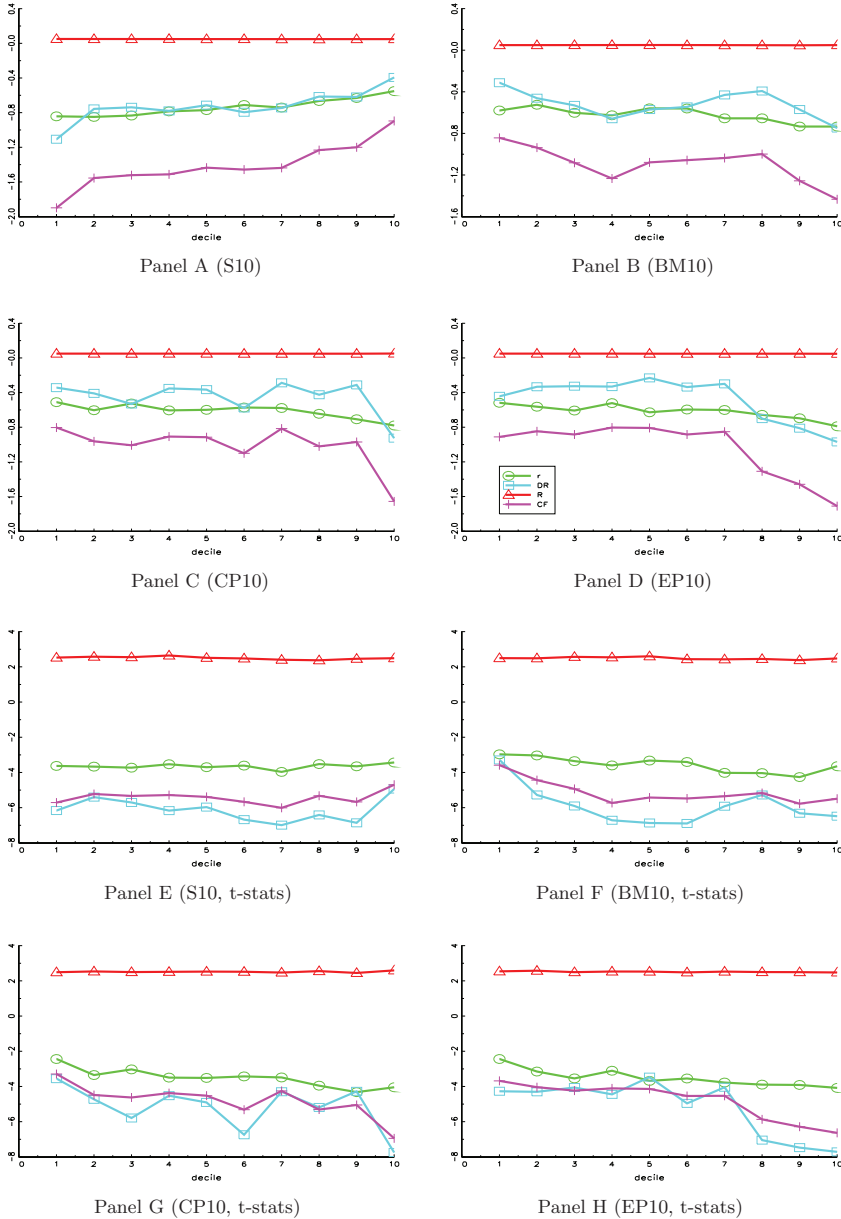 0.4
-0.0
-0.4
-0.8
-1.2
-1.6
-2.0
0 1 2 3 4 5 6 7 8 9 10
decile
Panel A (S10)
0.4
-0.0
-0.4
-0.8
-1.2
-1.6
0 1 2 3 4 5 6 7 8 9 10
decile
Panel B (BM10)
0.4
-0.0
-0.4
-0.8
-1.2
-1.6
-2.0
0 1 2 3 4 5 6 7 8 9 10
decile
Panel C (CP10)
0.4
-0.0
-0.4
-0.8
-1.2
-1.6
-2.0
r
DR
R
CF
0 1 2 3 4 5 6 7 8 9 10
decile
Panel D (EP10)
4
2
0
-2
-4
-6
-8
0 1 2 3 4 5 6 7 8 9 10
decile
Panel E (S10, t-stats)
4
2
0
-2
-4
-6
-8
0 1 2 3 4 5 6 7 8 9 10
decile
Panel F (BM10, t-stats)
4
2
0
-2
-4
-6
-8
0 1 2 3 4 5 6 7 8 9 10
decile
Panel G (CP10, t-stats)
4
2
0
-2
-4
-6
-8
0 1 2 3 4 5 6 7 8 9 10
decile
Panel H (EP10, t-stats)